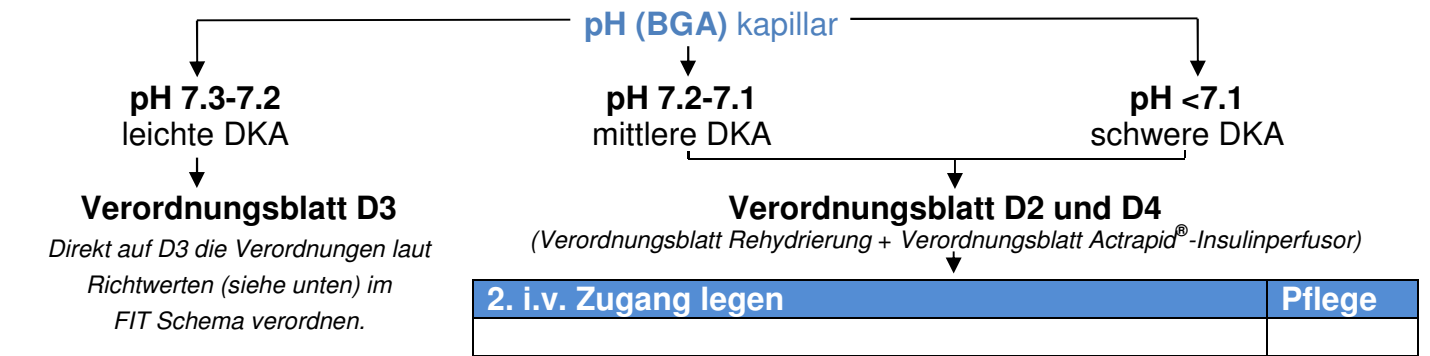 pH (BGA) kapillar
pH 7.3-7.2
leichte DKA
pH 7.2-7.1
mittlere DKA
pH <7.1
schwere DKA
Verordnungsblatt D3
Direkt auf D3 die Verordnungen laut
Richtwerten (siehe unten) im
FIT Schema verordnen.
Verordnungsblatt D2 und D4
(Verordnungsblatt Rehydrierung + Verordnungsblatt Actrapid®-Insulinperfusor)
2. i.v. Zugang legen
Pflege